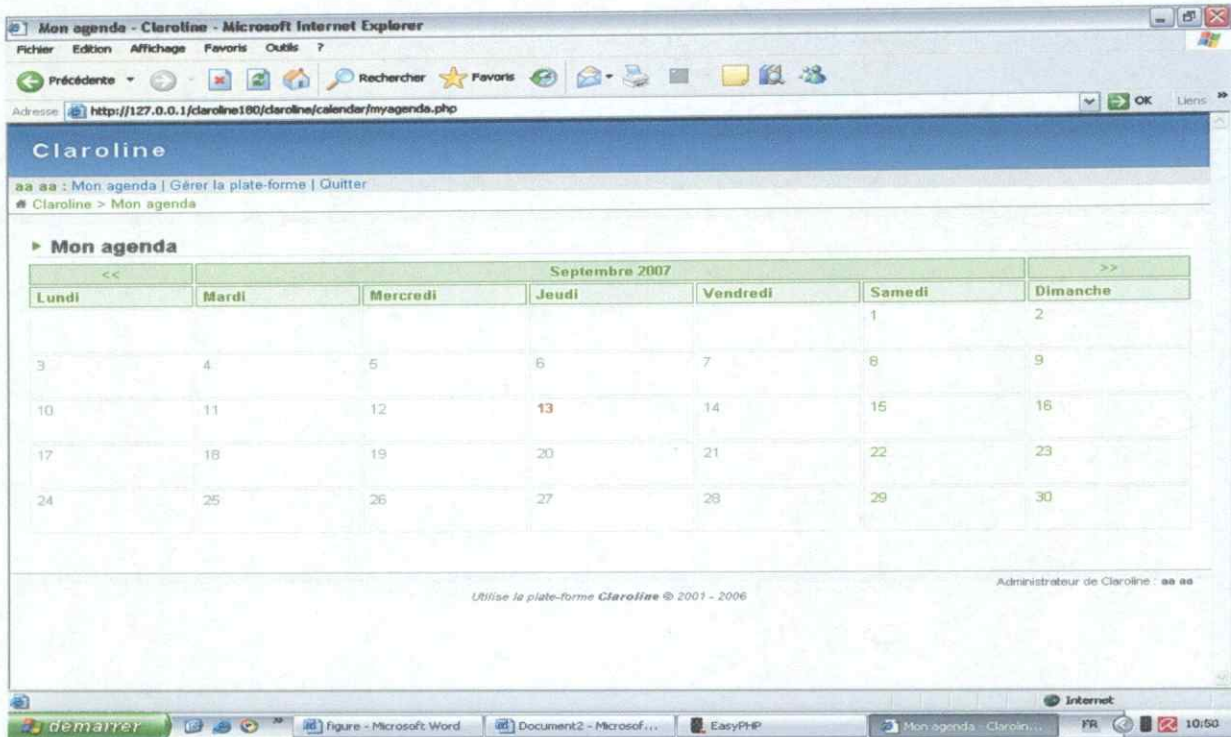 Mon agenda - Claroline - Microsoft Internet Explorer
Fichier Edition Affichage Favoris Outils ?
Précédente Rechercher Favoris
Adresse http://127.0.0.1/claroline180/claroline/calendar/myagenda.php OK Liens »
Claroline
aa aa : Mon agenda | Gérer la plate-forme | Quitter
Claroline > Mon agenda
Mon agenda
<< Septembre 2007 >>
Lundi Mardi Mercredi Jeudi Vendredi Samedi Dimanche
1 2
3 4 5 6 7 8 9
10 11 12 13 14 15 16
17 18 19 20 21 22 23
24 25 26 27 28 29 30
Administrateur de Claroline : aa aa
Utilise la plate-forme Claroline © 2001 - 2006
Internet
démarrer » figure - Microsoft Word Document2 - Microsof... EasyPHP Mon agenda - Clarolin... FR 10:50